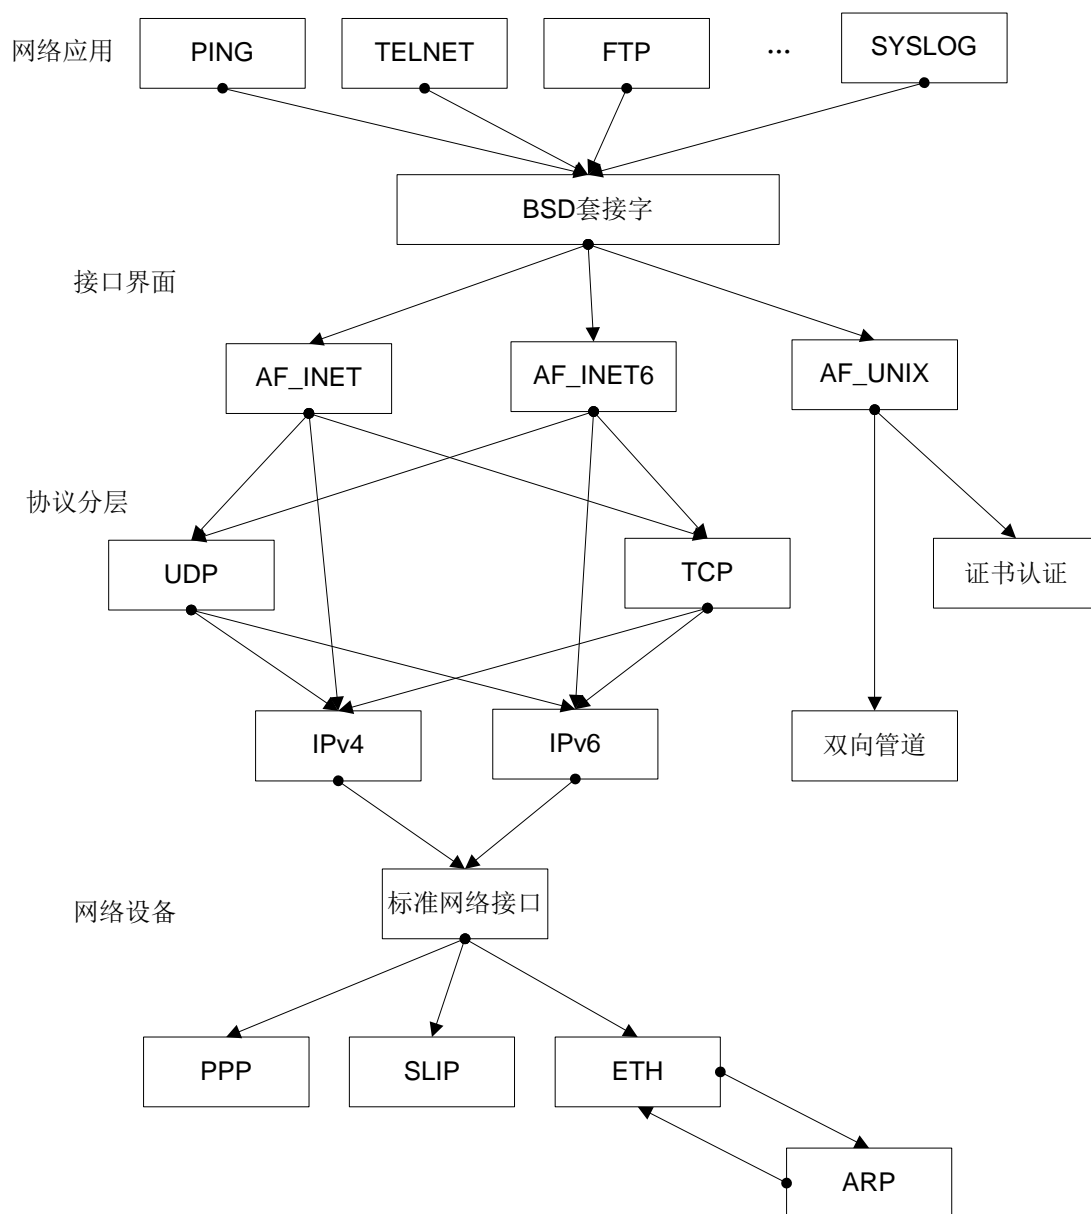 网络应用
PING
TELNET
FTP
...
SYSLOG
BSD套接字
接口界面
AF_INET
AF_INET6
AF_UNIX
协议分层
UDP
TCP
证书认证
IPv4
IPv6
双向管道
标准网络接口
网络设备
PPP
SLIP
ETH
ARP